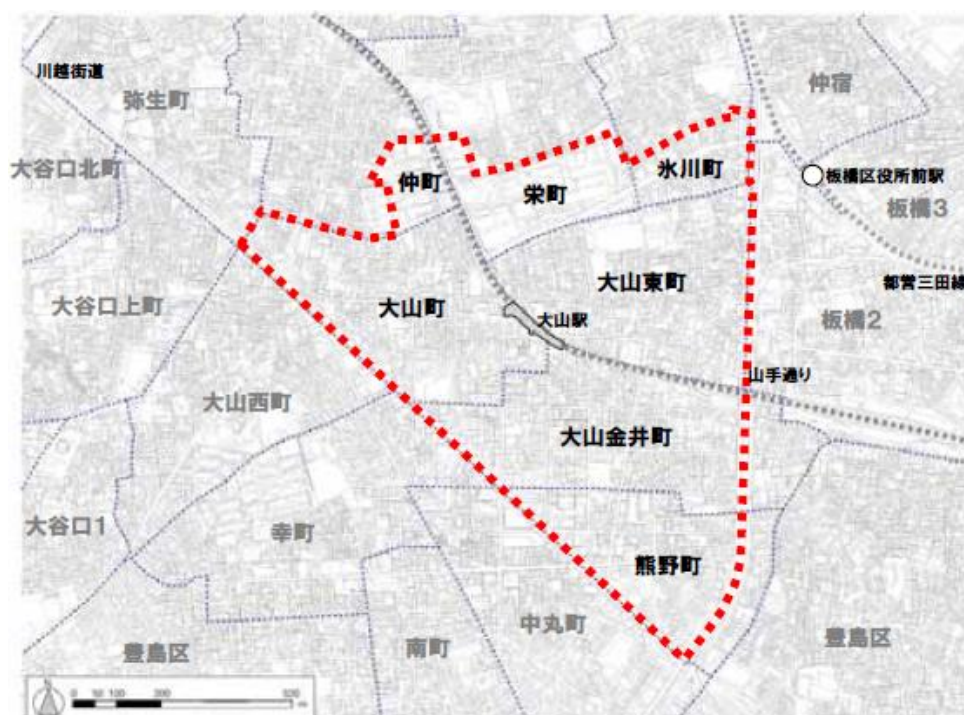 川越街道
仲宿
弥生町
大谷口北町
仲町
栄町
氷川町
板橋区役所前駅
板橋3
大谷口上町
大山町
大山東町
都営三田線
大山駅
板橋2
山手通り
大山西町
大山金井町
大谷口1
幸町
熊野町
中丸町
豊島区
南町
豊島区
0 50 100 200